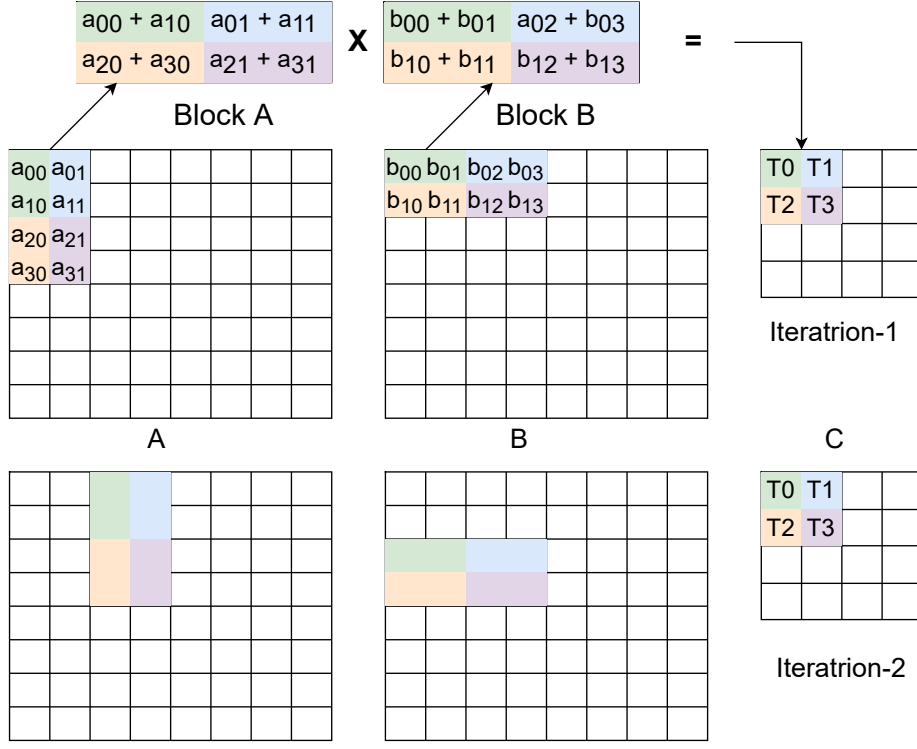 a00 + a10 a01 + a11 X b00 + b01 a02 + b03 =
a20 + a30 a21 + a31 b10 + b11 b12 + b13
Block A Block B
a00 a01 b00 b01 b02 b03 T0 T1
a10 a11 b10 b11 b12 b13 T2 T3
a20 a21
a30 a31
Iteratrion-1
A B C
T0 T1
T2 T3
Iteratrion-2